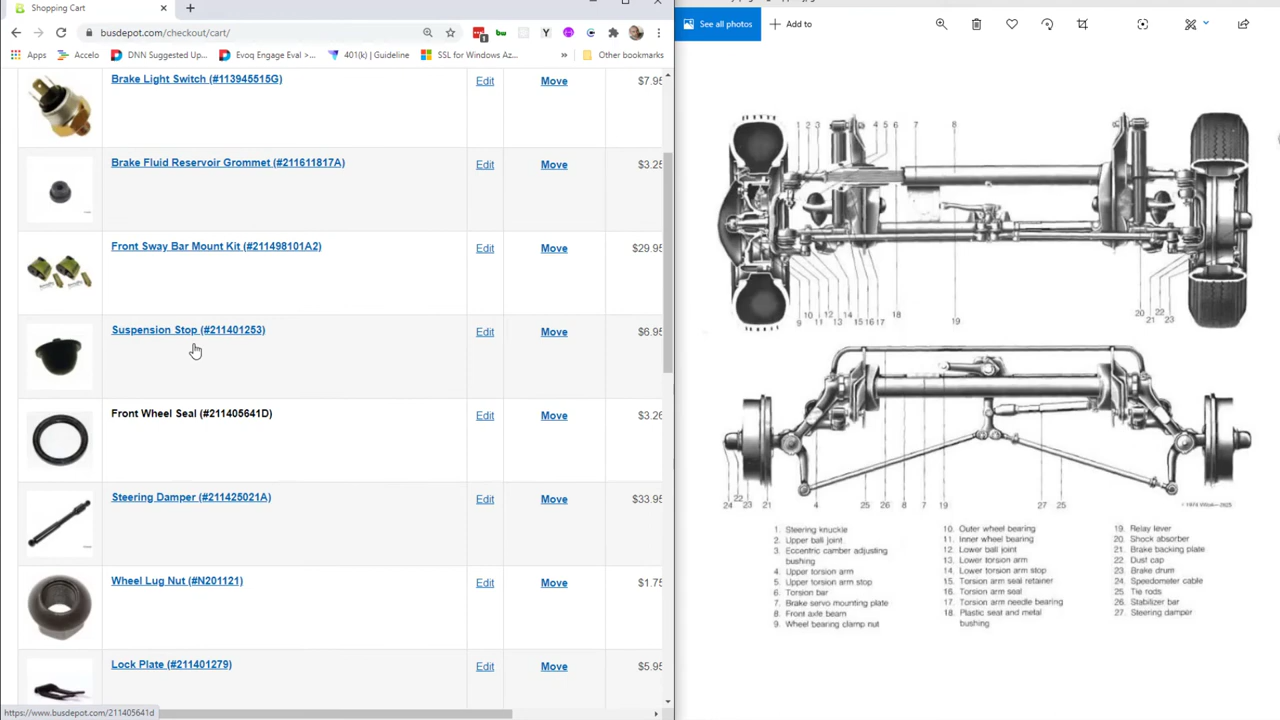 Shopping Cart
busdepot.com/checkout/cart/
Apps
Accelo
DNN Suggested Up...
Evoq Engage Eval >...
401(k) | Guideline
SSL for Windows Az...
»
Other bookmarks
See all photos
Add to
Brake Light Switch (#113945515G)
Edit
Move
$7.95
Brake Fluid Reservoir Grommet (#211611817A)
Edit
Move
$3.25
Front Sway Bar Mount Kit (#211498101A2)
Edit
Move
$29.95
Suspension Stop (#211401253)
Edit
Move
$6.95
Front Wheel Seal (#211405641D)
Edit
Move
$3.26
Steering Damper (#211425021A)
Edit
Move
$33.95
Wheel Lug Nut (#N201121)
Edit
Move
$1.75
Lock Plate (#211401279)
Edit
Move
$5.95
https://www.busdepot.com/211405641d
1 2 3 4 5 6 7 8
9 10 11 12 13 14 15 16 17 18 19 20 21 22 23
24 22 23 21 4 25 26 8 7 19 27 25
1. Steering knuckle
2. Upper ball joint
3. Eccentric camber adjusting
bushing
4. Upper torsion arm
5. Upper torsion arm stop
6. Torsion bar
7. Brake servo mounting plate
8. Front axle beam
9. Wheel bearing clamp nut
10. Outer wheel bearing
11. Inner wheel bearing
12. Lower ball joint
13. Lower torsion arm
14. Lower torsion arm stop
15. Torsion arm seal retainer
16. Torsion arm seal
17. Torsion arm needle bearing
18. Plastic seat and metal
bushing
19. Relay lever
20. Shock absorber
21. Brake backing plate
22. Dust cap
23. Brake drum
24. Speedometer cable
25. Tie rods
26. Stabilizer bar
27. Steering damper